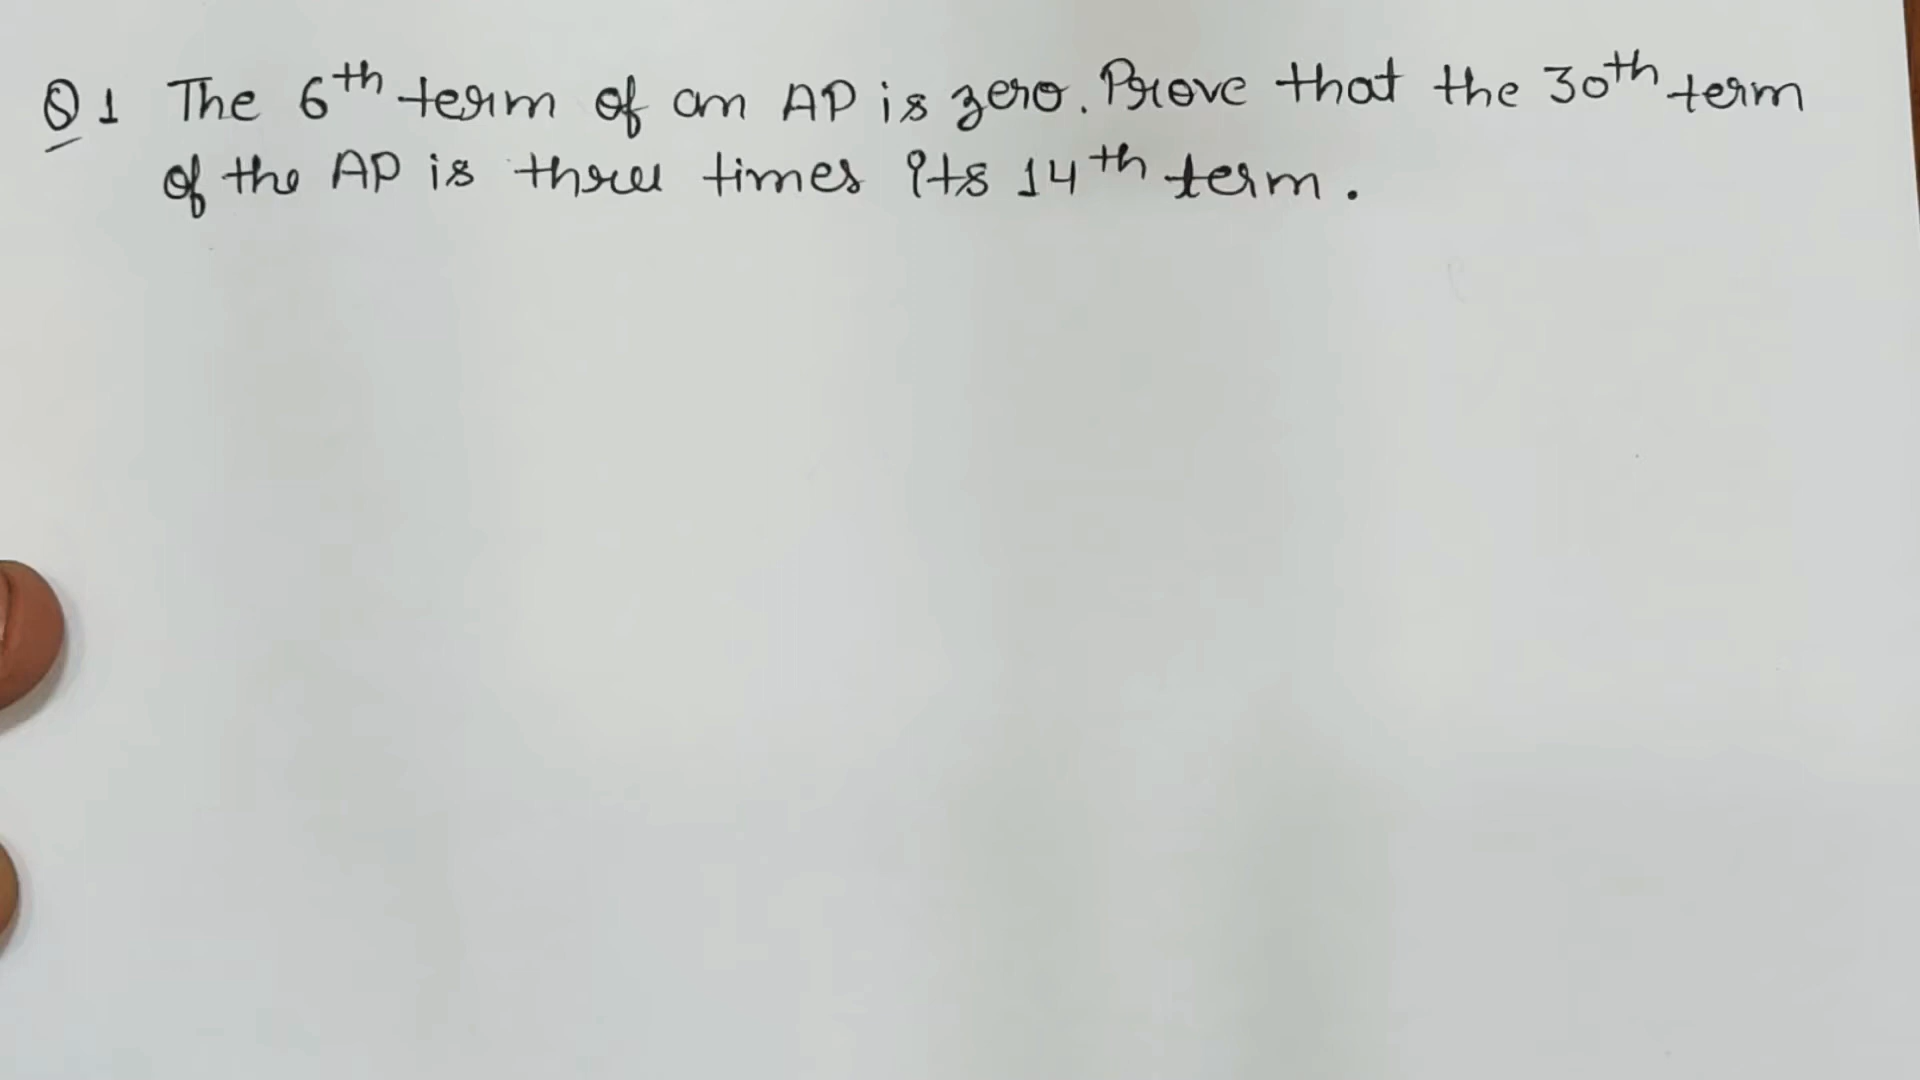 Q1 The 6th term of an AP is zero. Prove that the 30th term
of the AP is three times its 14th term.